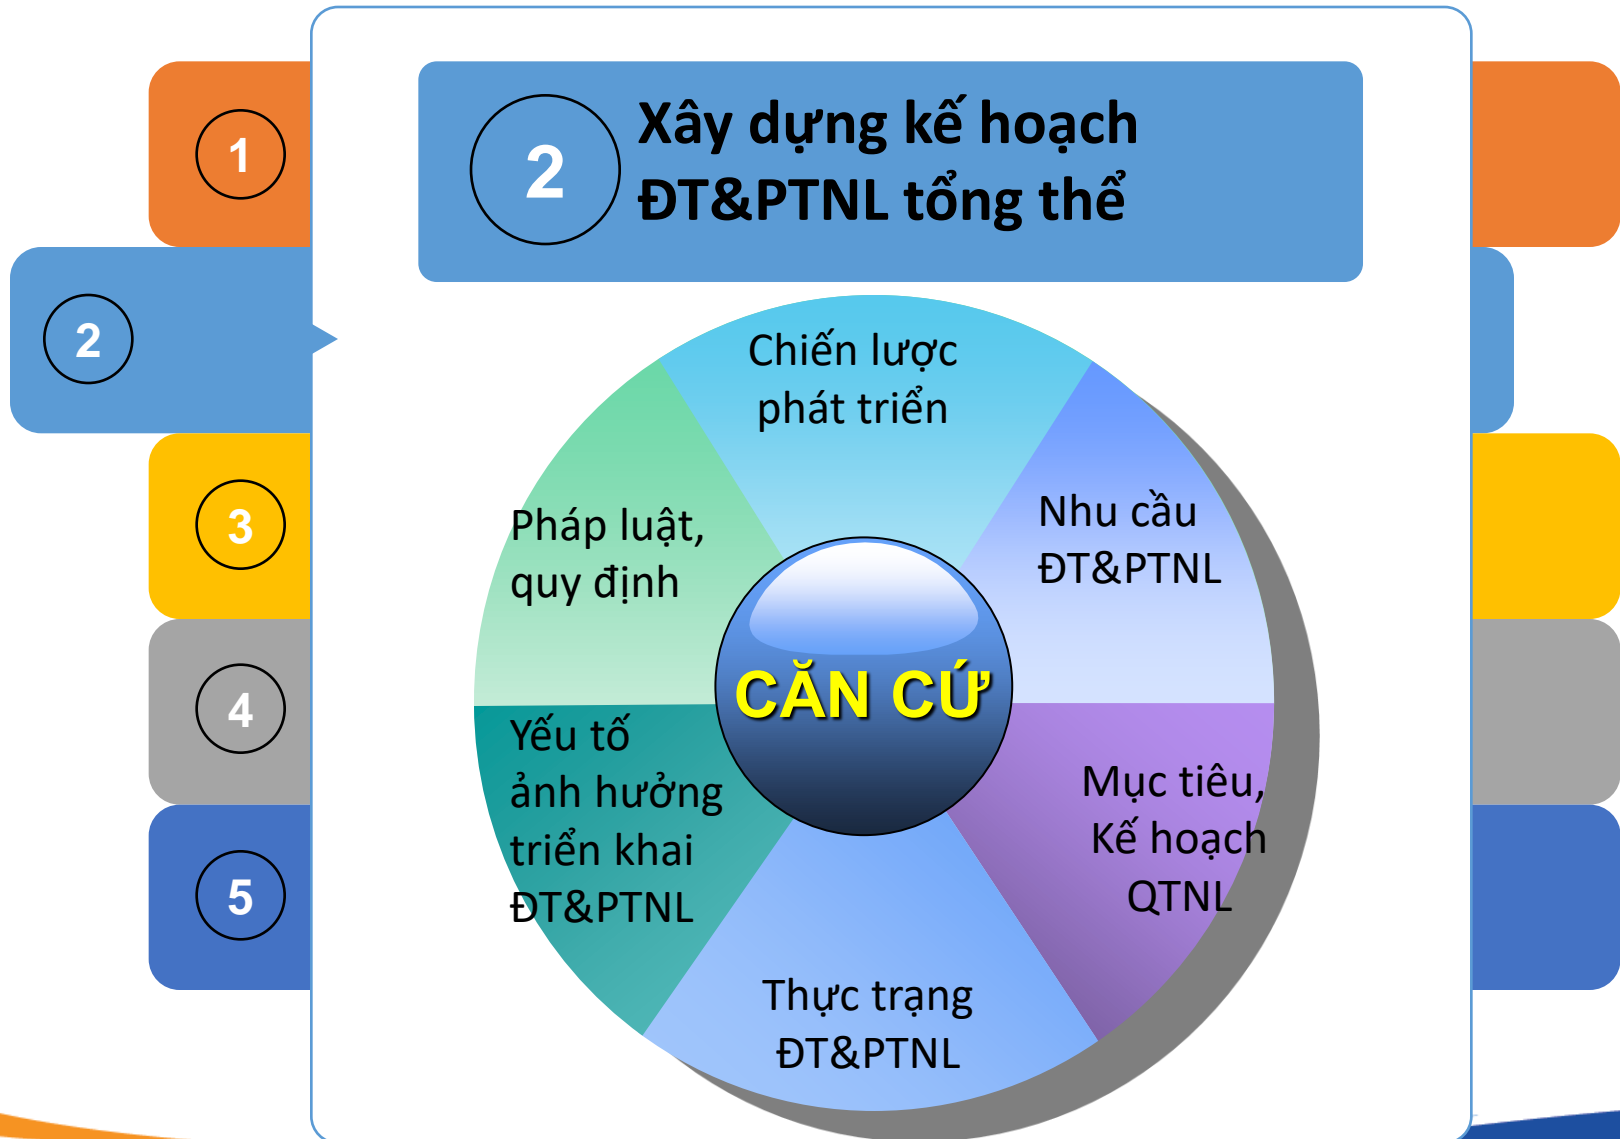 1
2
3
4
5
2
Xây dựng kế hoạch
ĐT&PTNL tổng thể
Chiến lược
phát triển
Nhu cầu
ĐT&PTNL
Mục tiêu,
Kế hoạch
QTNL
Thực trạng
ĐT&PTNL
Yếu tố
ảnh hưởng
triển khai
ĐT&PTNL
Pháp luật,
quy định
CĂN CỨ